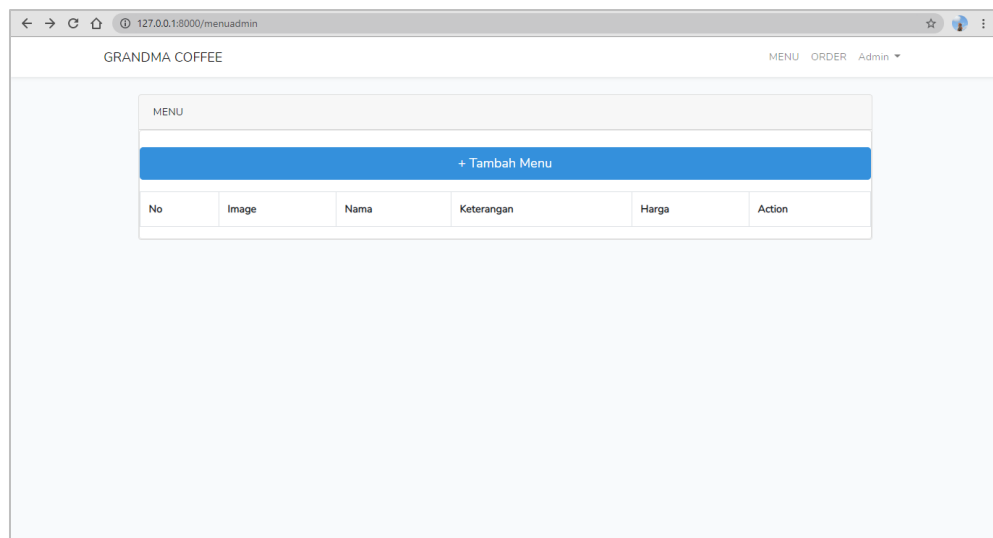 127.0.0.1:8000/menuadmin
GRANDMA COFFEE MENU ORDER Admin
MENU
+ Tambah Menu
No Image Nama Keterangan Harga Action